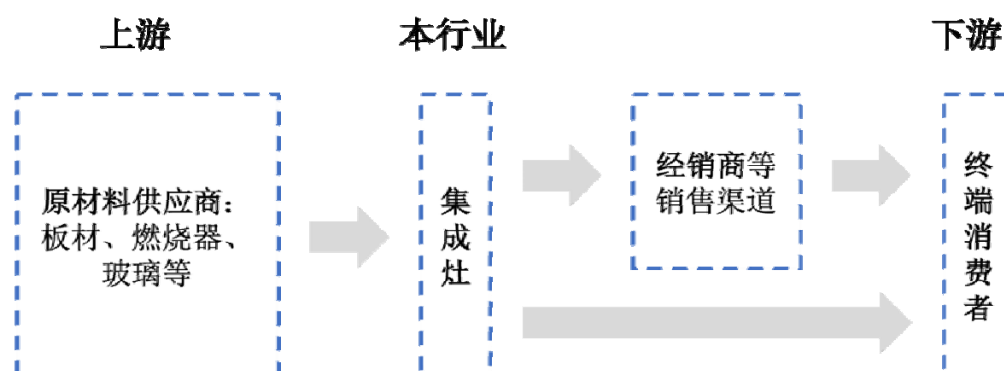 上游
本行业
下游
原材料供应商：
板材、燃烧器、
玻璃等
集
成
灶
经销商等
销售渠道
终
端
消
费
者